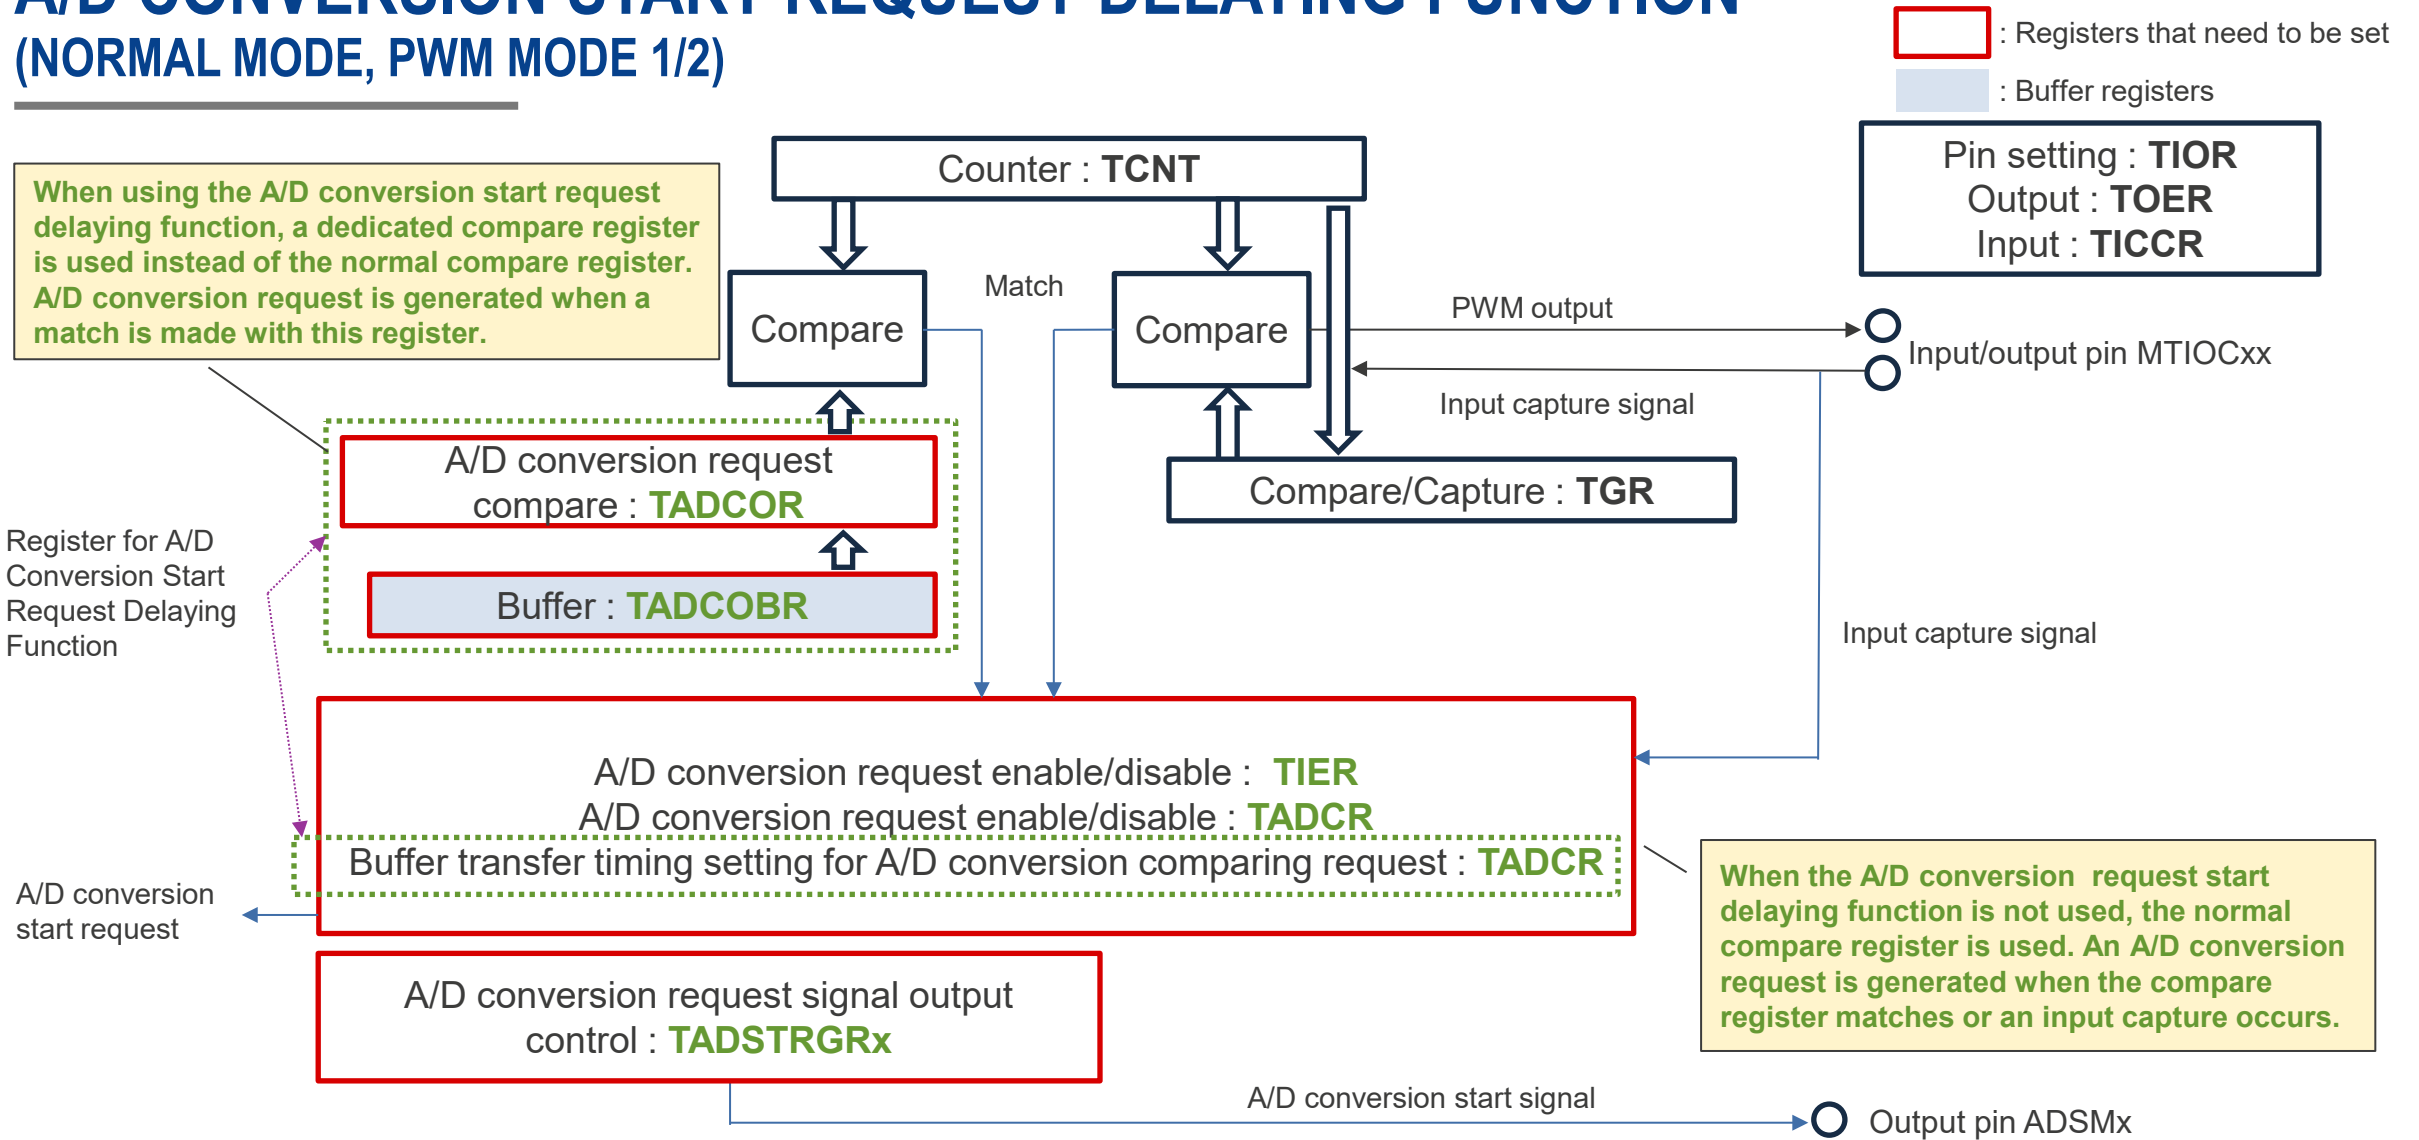 A/D CONVERSION START REQUEST DELAYING FUNCTION
(NORMAL MODE, PWM MODE 1/2)
: Registers that need to be set
: Buffer registers
Pin setting : TIOR
Output : TOER
Input : TICCR
Counter : TCNT
When using the A/D conversion start request
delaying function, a dedicated compare register
is used instead of the normal compare register.
A/D conversion request is generated when a
match is made with this register.
Compare
Match
Compare
PWM output
Input/output pin MTIOCxx
Input capture signal
A/D conversion request
compare : TADCOR
Compare/Capture : TGR
Register for A/D
Conversion Start
Request Delaying
Function
Buffer : TADCOBR
Input capture signal
A/D conversion request enable/disable : TIER
A/D conversion request enable/disable : TADCR
Buffer transfer timing setting for A/D conversion comparing request : TADCR
A/D conversion
start request
When the A/D conversion  request start
delaying function is not used, the normal
compare register is used. An A/D conversion
request is generated when the compare
register matches or an input capture occurs.
A/D conversion request signal output
control : TADSTRGRx
A/D conversion start signal
Output pin ADSMx